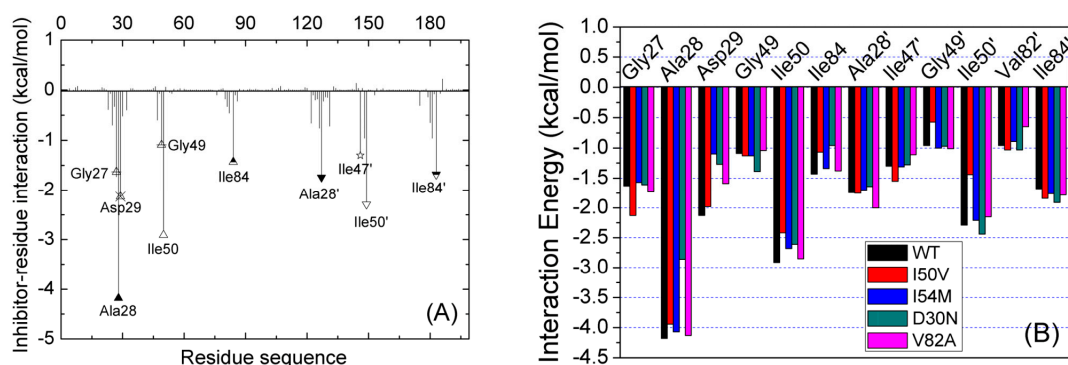 0 30 60 90 120 150 180
1
0
-1
-2
-3
-4
-5
Inhibitor-residue interaction (kcal/mol)
Gly27
Asp29
Ala28
Gly49
Ile50
Ile84
Ala28'
Ile47'
Ile50'
Ile84'
(A)
Residue sequence
1.0
0.5
0.0
-0.5
-1.0
-1.5
-2.0
-2.5
-3.0
-3.5
-4.0
-4.5
Interaction Energy (kcal/mol)
Gly27
Ala28
Asp29
Gly49
Ile50
Ile84
Ala28'
Ile47'
Gly49'
Ile50'
Val82'
Ile84'
WT
I50V
I54M
D30N
V82A
(B)